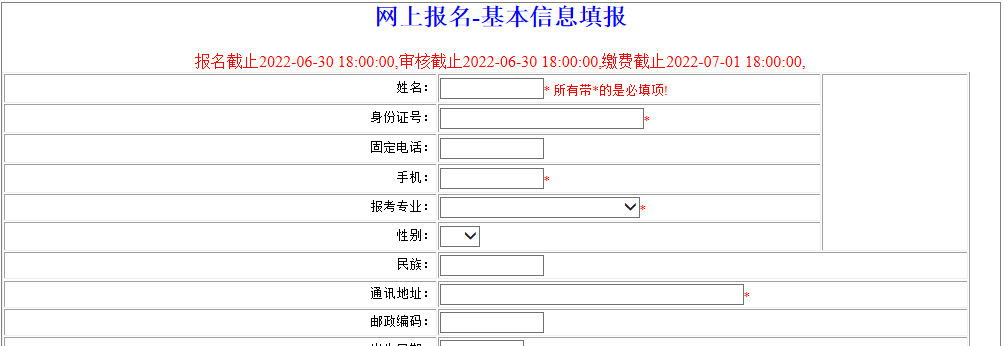 网上报名-基本信息填报
报名截止2022-06-30 18:00:00,审核截止2022-06-30 18:00:00,缴费截止2022-07-01 18:00:00,
姓名： * 所有带*的是必填项!
身份证号： *
固定电话：
手机： *
报考专业： *
性别：
民族：
通讯地址： *
邮政编码：